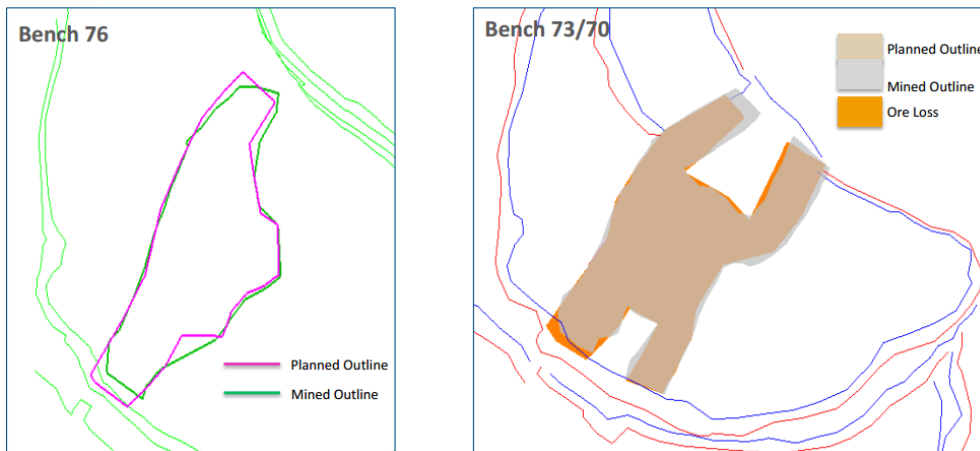 Bench 76
Planned Outline
Mined Outline
Bench 73/70
Planned Outline
Mined Outline
Ore Loss